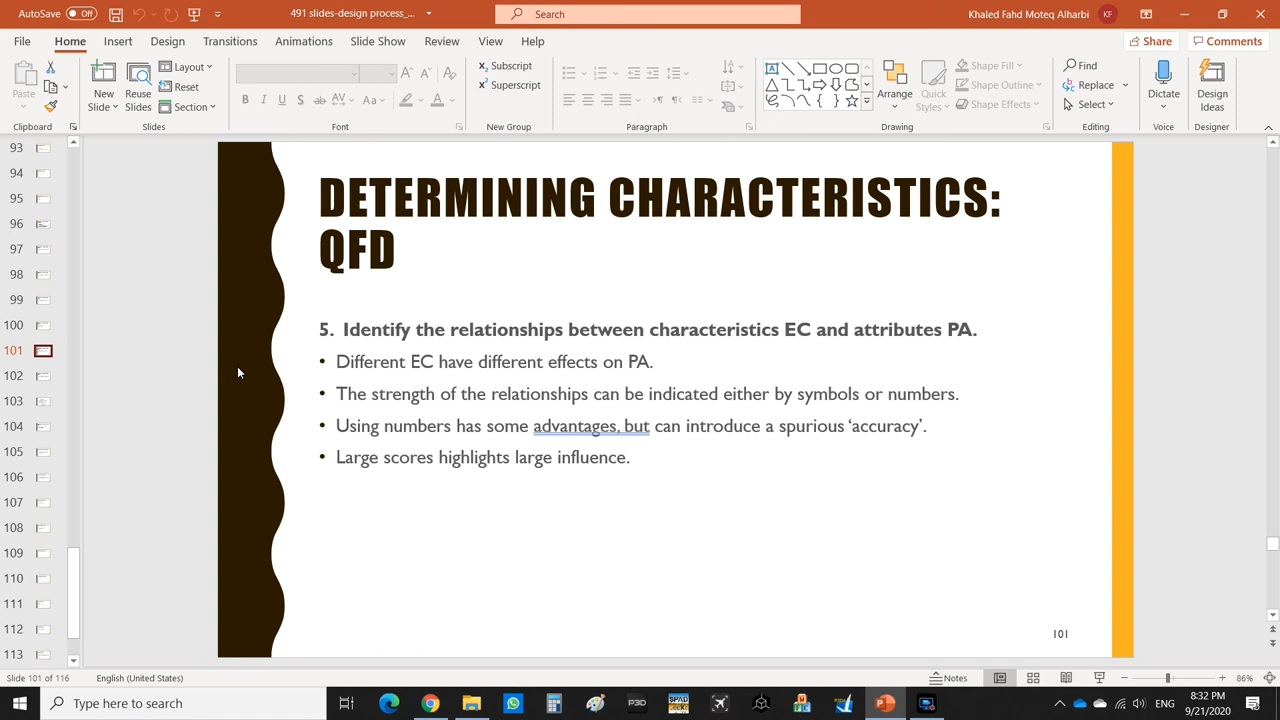 AutoSave Off
491 slides-design process_...
Search
Khaled Fahd Moteq Alharbi KF
File Home Insert Design Transitions Animations Slide Show Review View Help Share Comments
Paste
Clipboard
New Slide
Reuse Slides
Layout
Reset
Section
Slides
B I U S ab AV Aa A
Font
Subscript
Superscript
New Group
Paragraph
Arrange
Quick Styles
Shape Fill
Shape Outline
Shape Effects
Drawing
Find
Replace
Select
Editing
Dictate
Voice
Design Ideas
Designer
93
94
95
96
97
98
99
100
101
102
103
104
105
106
107
108
109
110
111
112
113
DETERMINING CHARACTERISTICS:
QFD
5. Identify the relationships between characteristics EC and attributes PA.
• Different EC have different effects on PA.
• The strength of the relationships can be indicated either by symbols or numbers.
• Using numbers has some advantages, but can introduce a spurious ‘accuracy’.
• Large scores highlights large influence.
101
Slide 101 of 116 English (United States) Notes 86%
Type here to search
P3D
ENG
8:32 PM
9/21/2020